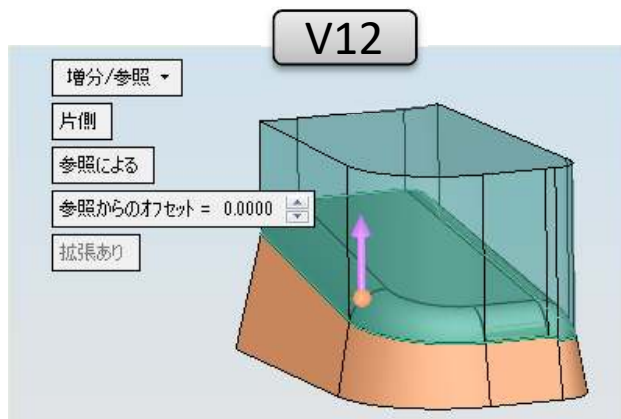 V12
増分/参照
片側
参照による
参照からのオフセット = 0.0000
拡張あり